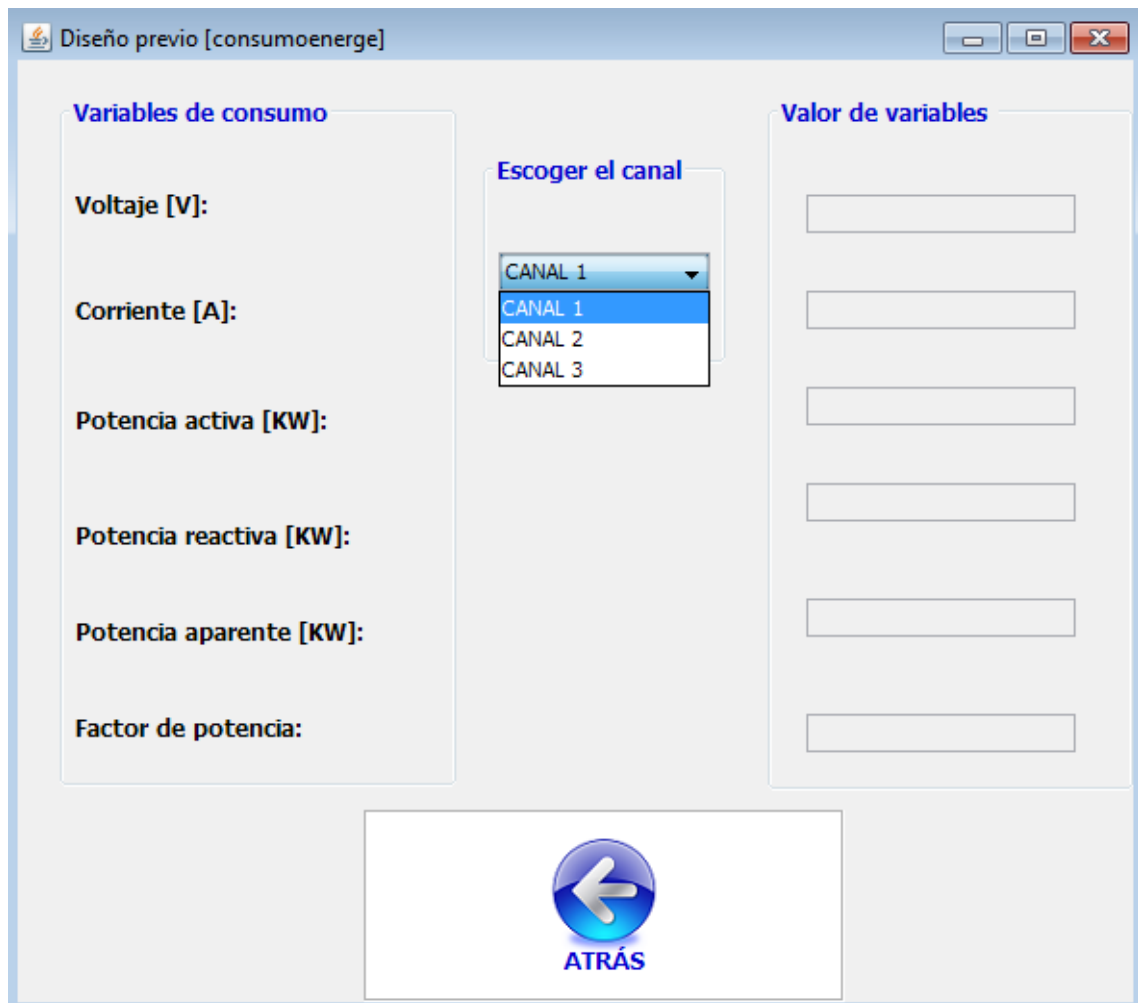 Diseño previo [consumoenerge]
Variables de consumo
Voltaje [V]:
Corriente [A]:
Potencia activa [KW]:
Potencia reactiva [KW]:
Potencia aparente [KW]:
Factor de potencia:
Escoger el canal
CANAL 1
CANAL 1
CANAL 2
CANAL 3
Valor de variables
ATRÁS